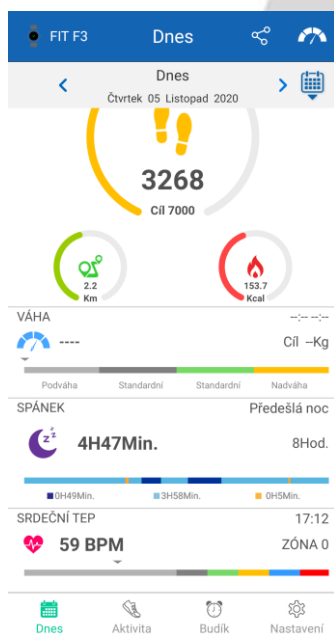 FIT F3 Dnes
Dnes
Čtvrtek 05 Listopad 2020
3268
Cíl 7000
2.2
Km
153.7
Kcal
VÁHA --:-- --:--
---- Cíl --Kg
Podváha Standardní Standardní Nadváha
SPÁNEK Předešlá noc
4H47Min. 8Hod.
0H49Min. 3H58Min. 0H5Min.
SRDEČNÍ TEP 17:12
59 BPM ZÓNA 0
Dnes Aktivita Budík Nastavení